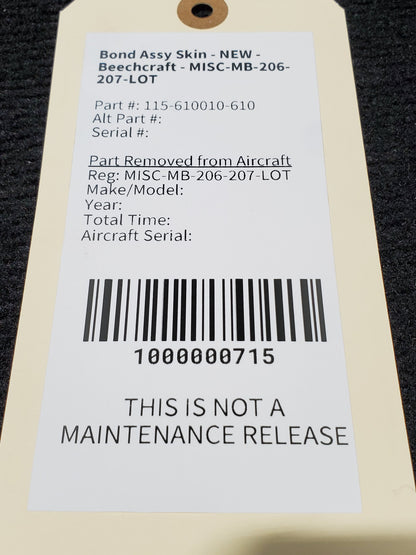 Bond Assy Skin - NEW -
Beechcraft - MISC-MB-206-
207-LOT
Part #: 115-610010-610
Alt Part #:
Serial #:
Part Removed from Aircraft
Reg: MISC-MB-206-207-LOT
Make/Model:
Year:
Total Time:
Aircraft Serial:
1000000715
THIS IS NOT A
MAINTENANCE RELEASE